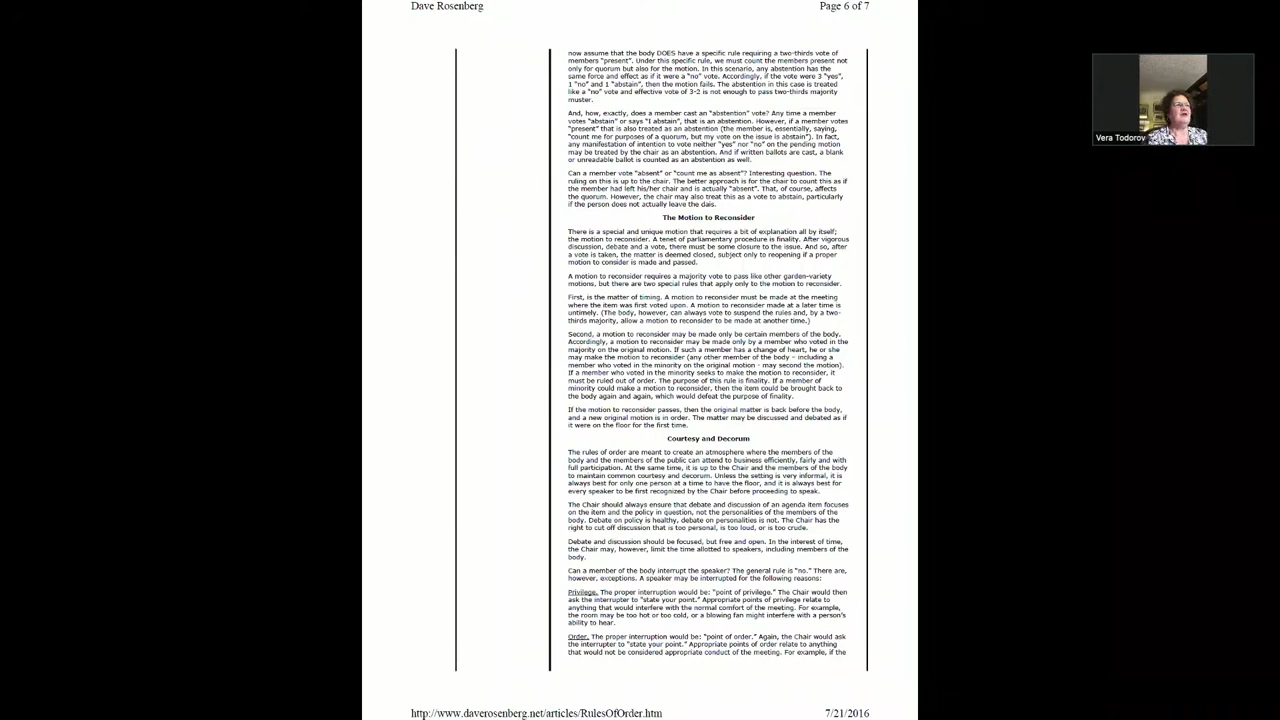 Dave Rosenberg
Page 6 of 7
now assume that the body DOES have a specific rule requiring a two-thirds vote of
members "present". Under this specific rule, we must count the members present not
only for quorum but also for the motion. In this scenario, any abstention has the
same force and effect as if it were a "no" vote. Accordingly, if the vote were 3 "yes",
1 "no" and 1 "abstain", then the motion fails. The abstention in this case is treated
like a "no" vote and effective vote of 3-2 is not enough to pass two-thirds majority
muster.
And, how, exactly, does a member cast an "abstention" vote? Any time a member
votes "abstain" or says "I abstain", that is an abstention. However, if a member votes
"present" that is also treated as an abstention (the member is, essentially, saying,
"count me for purposes of a quorum, but my vote on the issue is abstain"). In fact,
any manifestation of intention to vote neither "yes" nor "no" on the pending motion
may be treated by the chair as an abstention. And if written ballots are cast, a blank
or unreadable ballot is counted as an abstention as well.
Can a member vote "absent" or "count me as absent"? Interesting question. The
ruling on this is up to the chair. The better approach is for the chair to count this as if
the member had left his/her chair and is actually "absent". That, of course, affects
the quorum. However, the chair may also treat this as a vote to abstain, particularly
if the person does not actually leave the dais.
The Motion to Reconsider
There is a special and unique motion that requires a bit of explanation all by itself;
the motion to reconsider. A tenet of parliamentary procedure is finality. After vigorous
discussion, debate and a vote, there must be some closure to the issue. And so, after
a vote is taken, the matter is deemed closed, subject only to reopening if a proper
motion to consider is made and passed.
A motion to reconsider requires a majority vote to pass like other garden-variety
motions, but there are two special rules that apply only to the motion to reconsider.
First, is the matter of timing. A motion to reconsider must be made at the meeting
where the item was first voted upon. A motion to reconsider made at a later time is
untimely. (The body, however, can always vote to suspend the rules and, by a two-
thirds majority, allow a motion to reconsider to be made at another time.)
Second, a motion to reconsider may be made only be certain members of the body.
Accordingly, a motion to reconsider may be made only by a member who voted in the
majority on the original motion. If such a member has a change of heart, he or she
may make the motion to reconsider (any other member of the body – including a
member who voted in the minority on the original motion - may second the motion).
If a member who voted in the minority seeks to make the motion to reconsider, it
must be ruled out of order. The purpose of this rule is finality. If a member of
minority could make a motion to reconsider, then the item could be brought back to
the body again and again, which would defeat the purpose of finality.
If the motion to reconsider passes, then the original matter is back before the body,
and a new original motion is in order. The matter may be discussed and debated as if
it were on the floor for the first time.
Courtesy and Decorum
The rules of order are meant to create an atmosphere where the members of the
body and the members of the public can attend to business efficiently, fairly and with
full participation. At the same time, it is up to the Chair and the members of the body
to maintain common courtesy and decorum. Unless the setting is very informal, it is
always best for only one person at a time to have the floor, and it is always best for
every speaker to be first recognized by the Chair before proceeding to speak.
The Chair should always ensure that debate and discussion of an agenda item focuses
on the item and the policy in question, not the personalities of the members of the
body. Debate on policy is healthy, debate on personalities is not. The Chair has the
right to cut off discussion that is too personal, is too loud, or is too crude.
Debate and discussion should be focused, but free and open. In the interest of time,
the Chair may, however, limit the time allotted to speakers, including members of the
body.
Can a member of the body interrupt the speaker? The general rule is "no." There are,
however, exceptions. A speaker may be interrupted for the following reasons:
Privilege. The proper interruption would be: "point of privilege." The Chair would then
ask the interrupter to "state your point." Appropriate points of privilege relate to
anything that would interfere with the normal comfort of the meeting. For example,
the room may be too hot or too cold, or a blowing fan might interfere with a person's
ability to hear.
Order. The proper interruption would be: "point of order." Again, the Chair would ask
the interrupter to "state your point." Appropriate points of order relate to anything
that would not be considered appropriate conduct of the meeting. For example, if the
http://www.daverosenberg.net/articles/RulesOfOrder.htm
7/21/2016
Vera Todorov